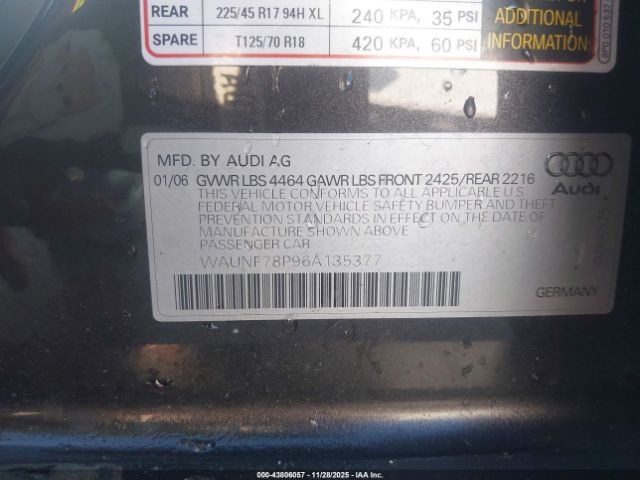 REAR 225/45 R17 94H XL 240 KPA, 35 PSI
SPARE T125/70 R18 420 KPA, 60 PSI
ADDITIONAL
INFORMATION
MFD. BY AUDI AG
01/06 GVWR LBS 4464 GAWR LBS FRONT 2425/REAR 2216
THIS VEHICLE CONFORMS TO ALL APPLICABLE U.S
FEDERAL MOTOR VEHICLE SAFETY BUMPER AND THEFT
PREVENTION STANDARDS IN EFFECT ON THE DATE OF
MANUFACTURE SHOWN ABOVE
PASSENGER CAR
WAUNF78P96A135377
Audi
GERMANY
000-43806057 - 11/28/2025 - IAAI.com